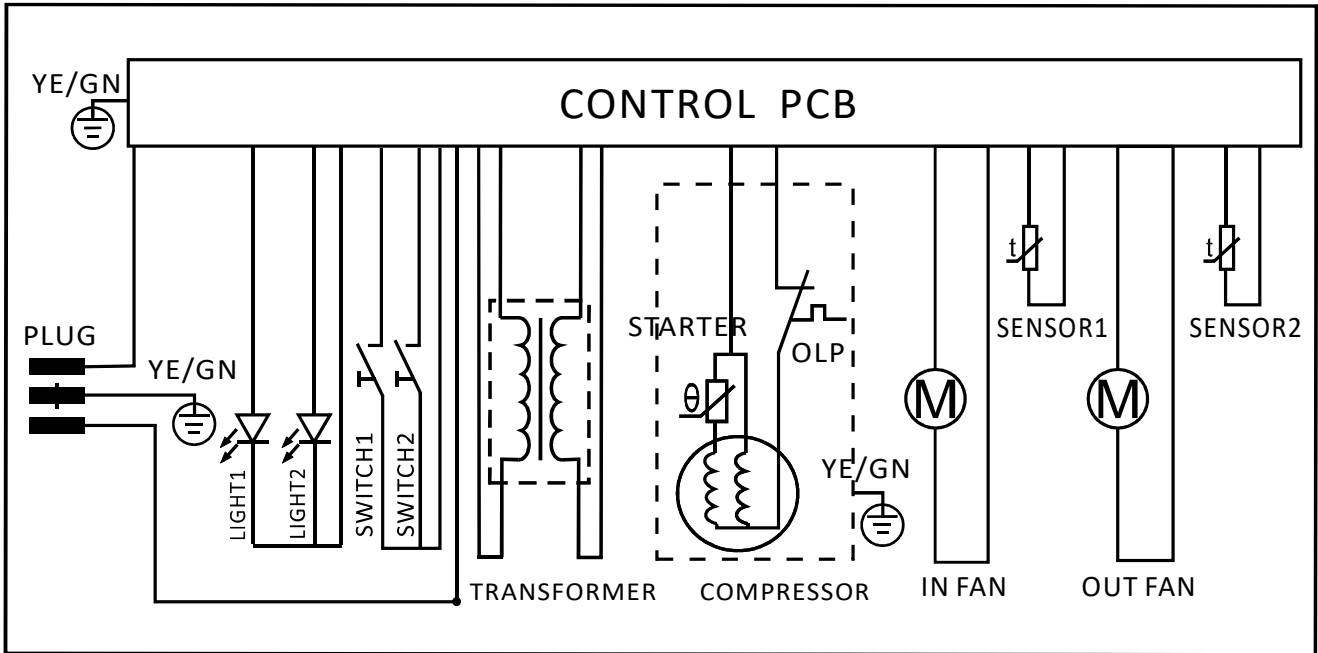 YE/GN
CONTROL PCB
PLUG
YE/GN
LIGHT1
LIGHT2
SWITCH1
SWITCH2
TRANSFORMER
STARTER
θ
OLP
YE/GN
COMPRESSOR
M
IN FAN
t
SENSOR1
M
OUT FAN
t
SENSOR2